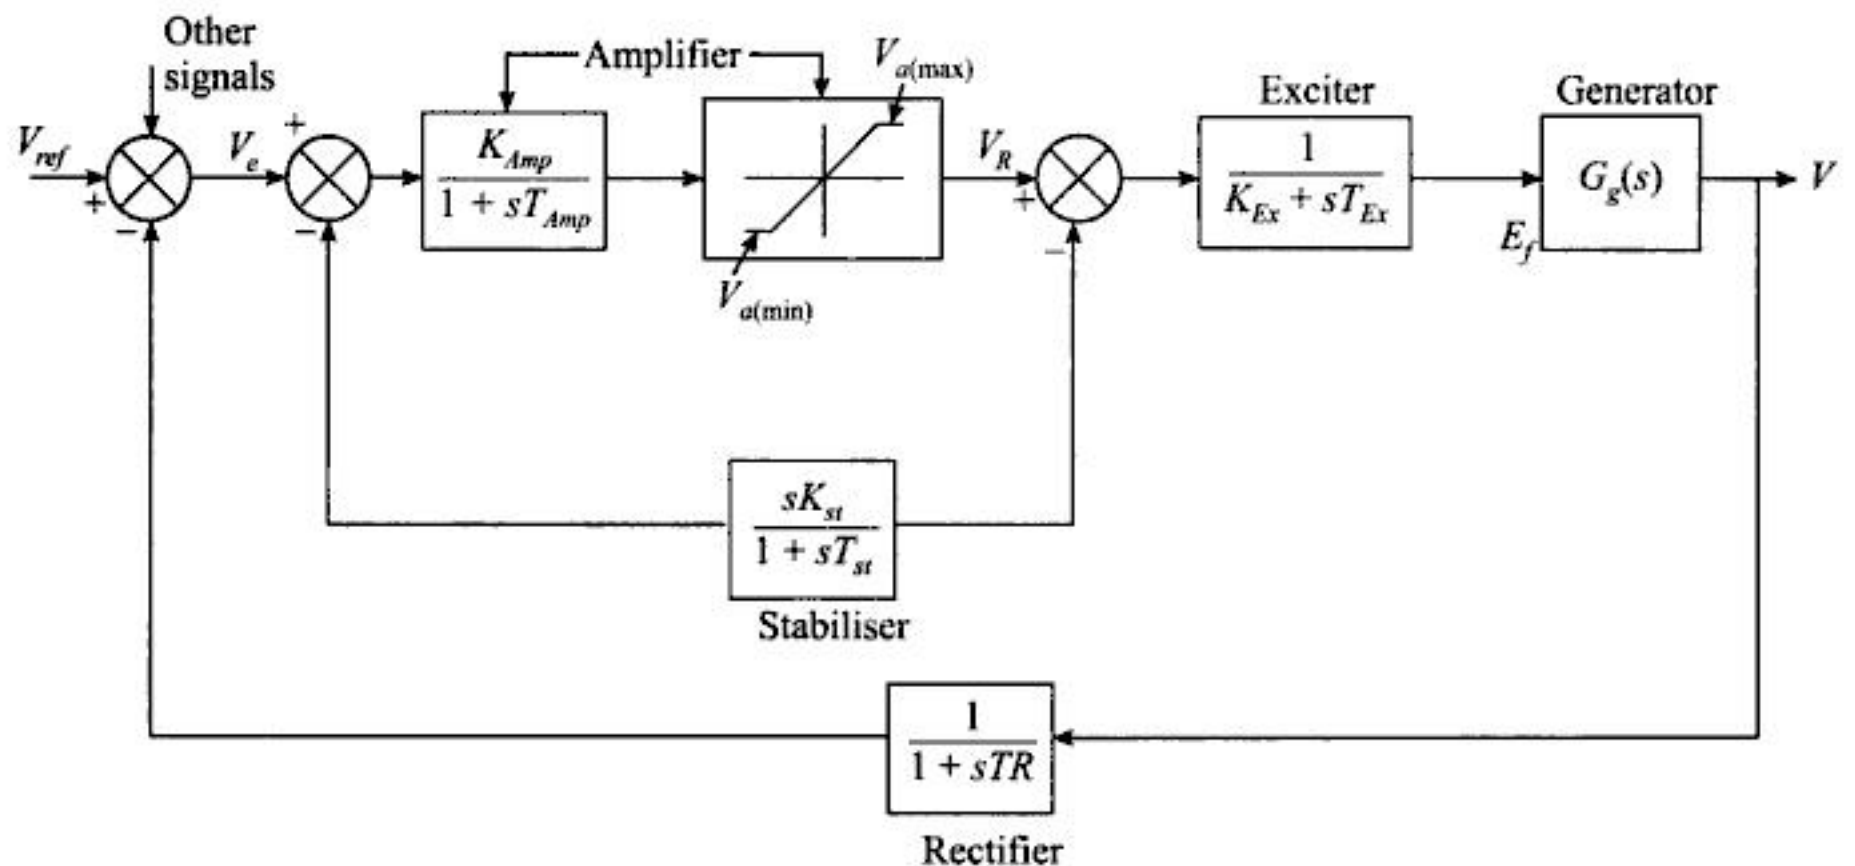 Other
signals
Amplifier
V_a(max)
Exciter
Generator
V_ref
+
−
V_e
+
−
K_Amp
1 + sT_Amp
V_a(min)
V_R
+
−
1
K_Ex + sT_Ex
E_f
G_g(s)
V
sK_st
1 + sT_st
Stabiliser
1
1 + sTR
Rectifier